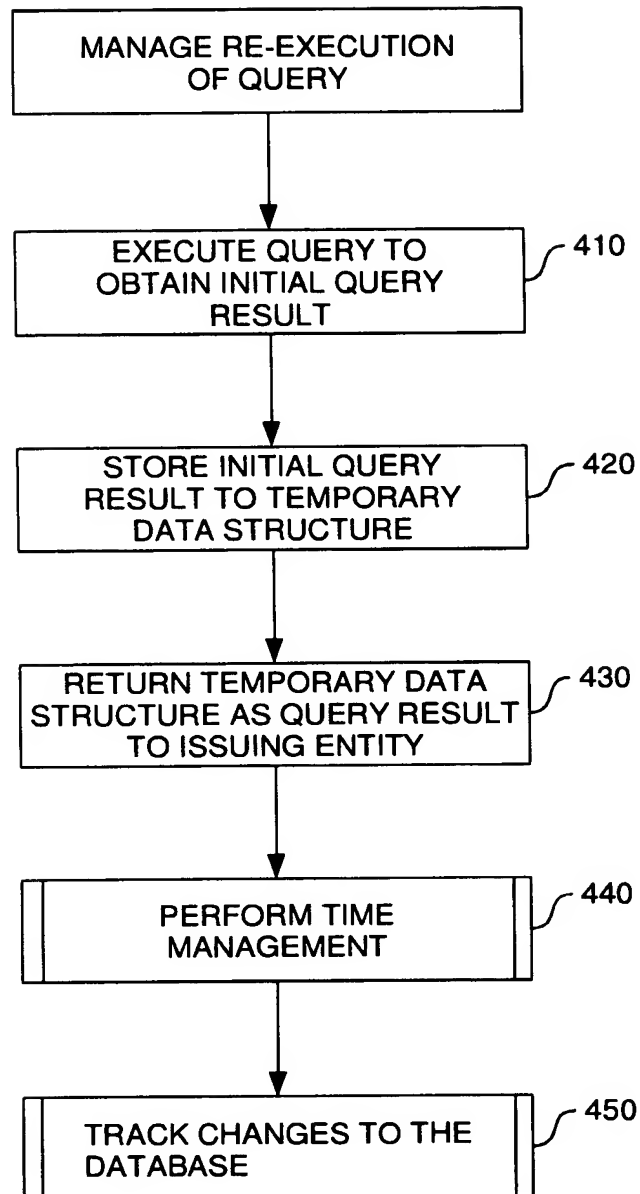 MANAGE RE-EXECUTION
OF QUERY
EXECUTE QUERY TO
OBTAIN INITIAL QUERY
RESULT
410
STORE INITIAL QUERY
RESULT TO TEMPORARY
DATA STRUCTURE
420
RETURN TEMPORARY DATA
STRUCTURE AS QUERY RESULT
TO ISSUING ENTITY
430
PERFORM TIME
MANAGEMENT
440
TRACK CHANGES TO THE
DATABASE
450